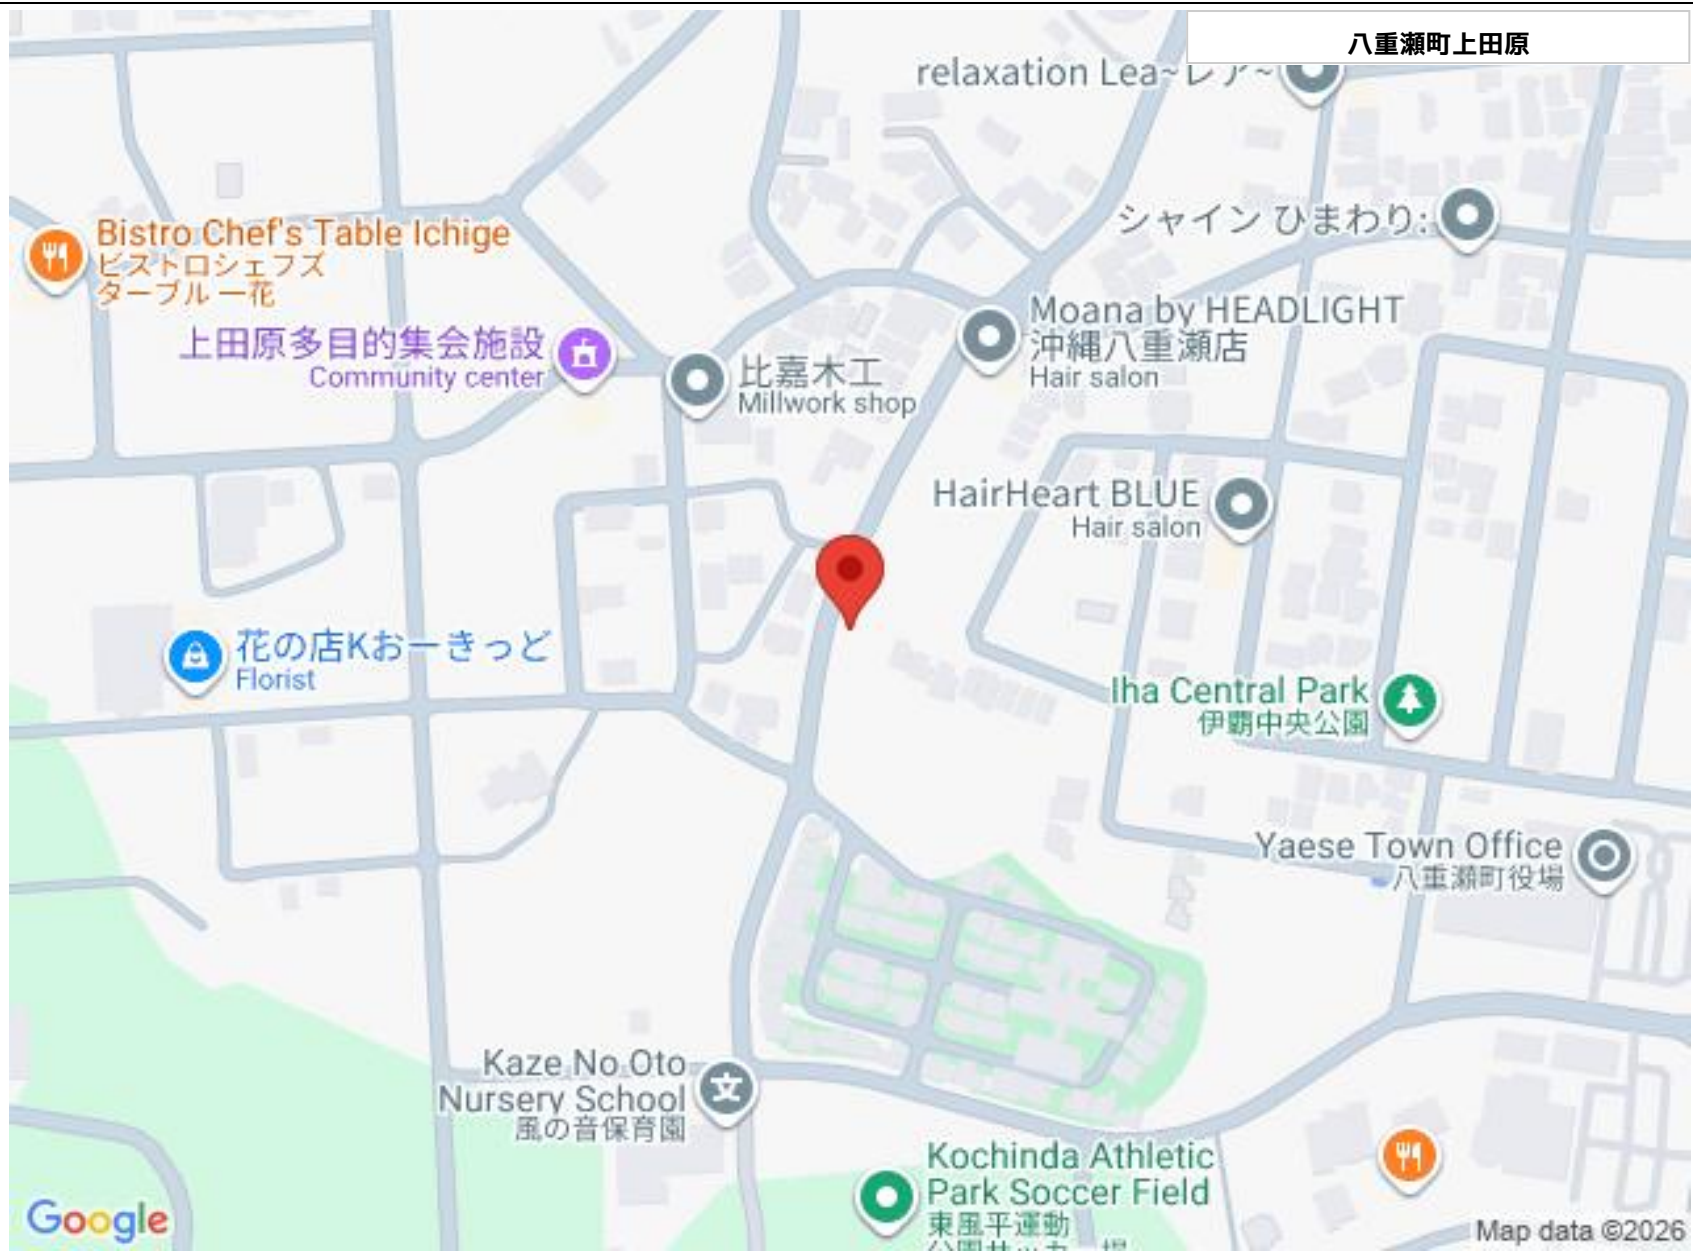 八重瀬町上田原
relaxation Lea~レア~
シャイン ひまわり:
Bistro Chef's Table Ichige
ビストロシェフズ
ターブル 一花
Moana by HEADLIGHT
沖縄八重瀬店
Hair salon
上田原多目的集会施設
Community center
比嘉木工
Millwork shop
HairHeart BLUE
Hair salon
花の店Kおーきっど
Florist
Iha Central Park
伊覇中央公園
Yaese Town Office
八重瀬町役場
Kaze No Oto
Nursery School
風の音保育園
Kochinda Athletic
Park Soccer Field
東風平運動
Google
Map data ©2026